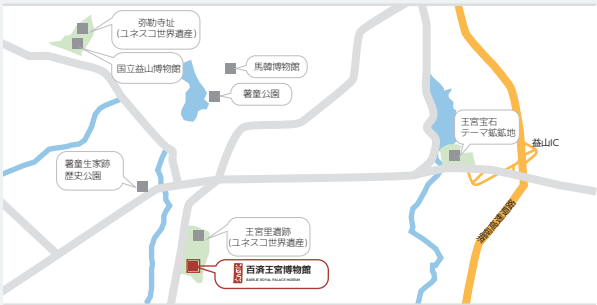 弥勒寺址
(ユネスコ世界遺産)
国立益山博物館
馬韓博物館
薯童公園
王宮宝石
テーマ鉱鉱地
益山IC
薯童生家跡
歴史公園
湖南高速道路
王宮里遺跡
(ユネスコ世界遺産)
百済王宮博物館
BAEKJE ROYAL PALACE MUSEUM